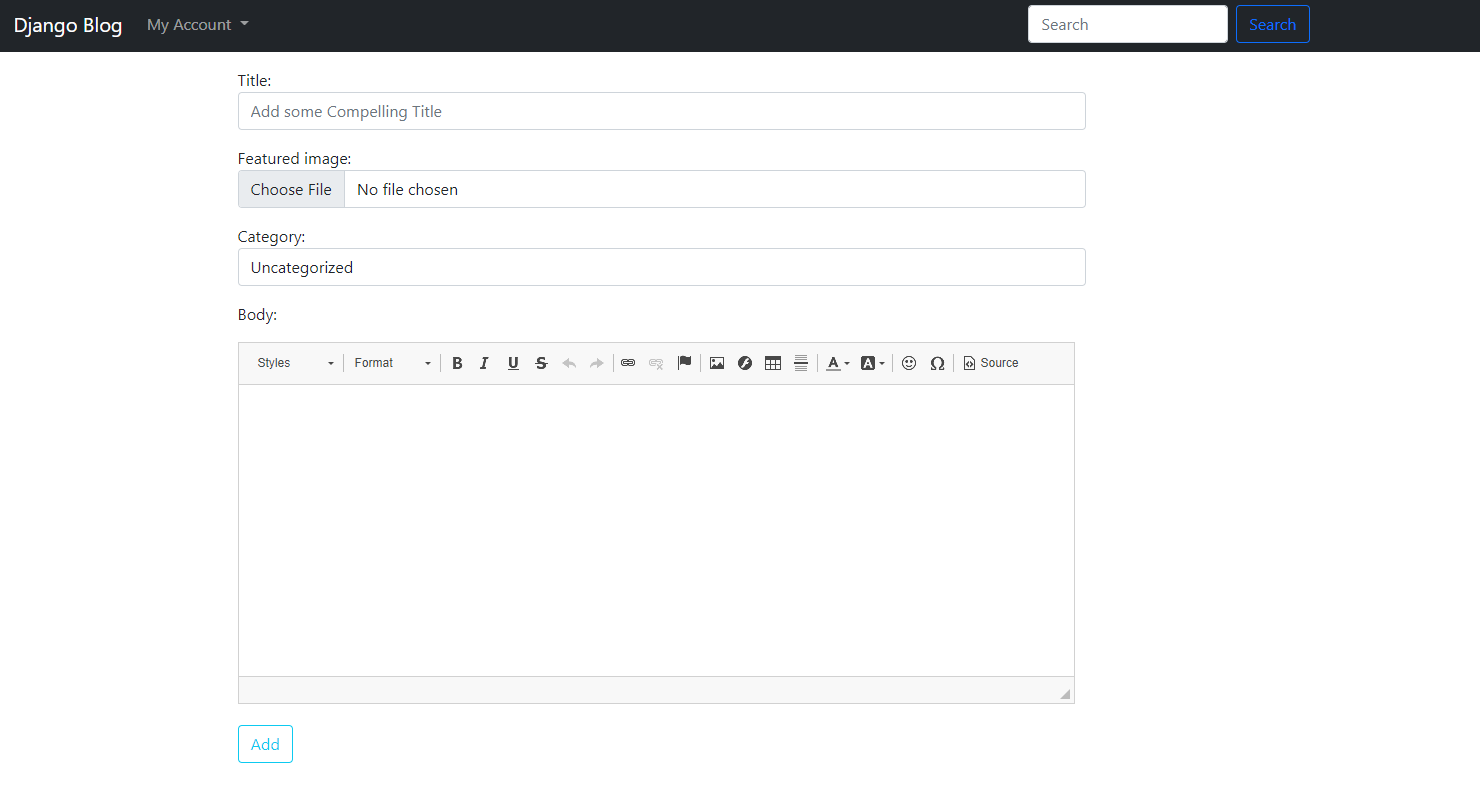 Django Blog My Account Search Search
Title:
Add some Compelling Title
Featured image:
Choose File No file chosen
Category:
Uncategorized
Body:
Styles Format B I U S A A Ω Source
Add